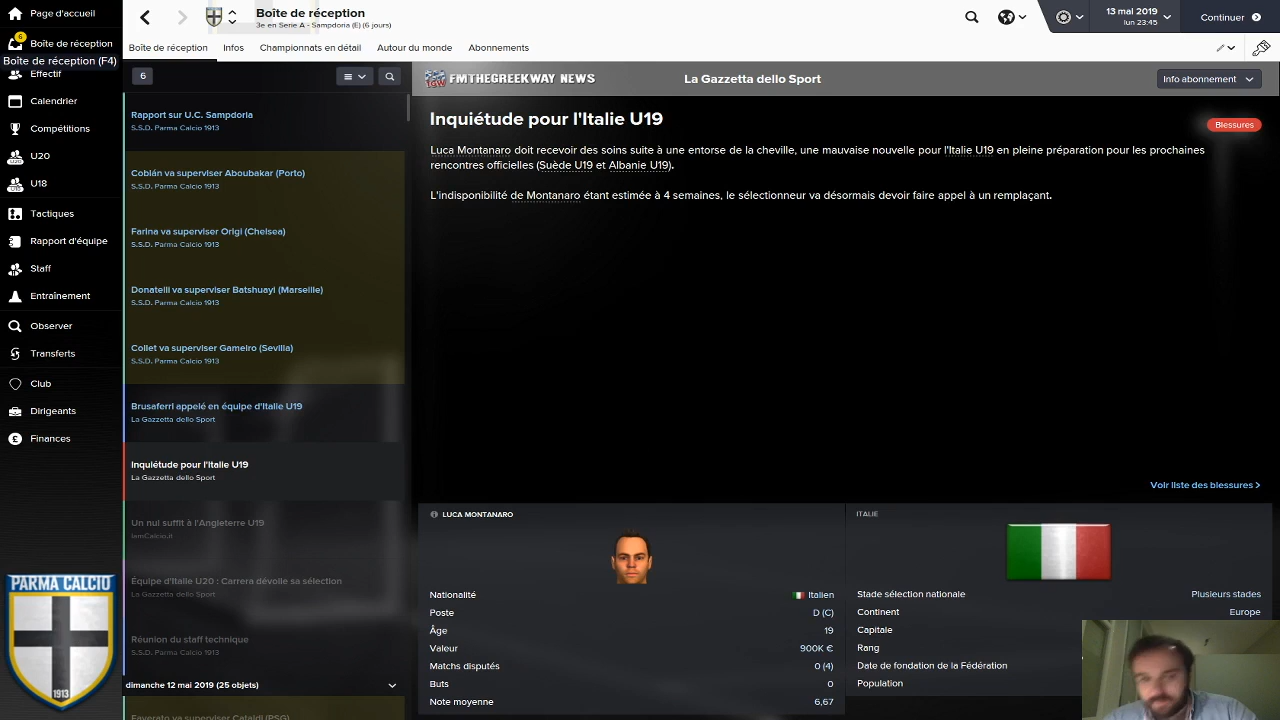 Page d'accueil
6
Boîte de réception
Boîte de réception (F4)
Effectif
Calendrier
Compétitions
U20
U18
Tactiques
Rapport d'équipe
Staff
Entraînement
Observer
Transferts
Club
Dirigeants
Finances
PARMA CALCIO
1913
Boîte de réception
3e en Serie A - Sampdoria (E) (6 jours)
13 mai 2019
lun 23:45
Continuer
Boîte de réception
Infos
Championnats en détail
Autour du monde
Abonnements
6
Rapport sur U.C. Sampdoria
S.S.D. Parma Calcio 1913
Coblán va superviser Aboubakar (Porto)
S.S.D. Parma Calcio 1913
Farina va superviser Origi (Chelsea)
S.S.D. Parma Calcio 1913
Donatelli va superviser Batshuayi (Marseille)
S.S.D. Parma Calcio 1913
Collet va superviser Gameiro (Sevilla)
S.S.D. Parma Calcio 1913
Brusaferri appelé en équipe d'Italie U19
La Gazzetta dello Sport
Inquiétude pour l'Italie U19
La Gazzetta dello Sport
Un nul suffit à l'Angleterre U19
IamCalcio.it
Équipe d'Italie U20 : Carrera dévoile sa sélection
La Gazzetta dello Sport
Réunion du staff technique
S.S.D. Parma Calcio 1913
dimanche 12 mai 2019 (25 objets)
Faverato va superviser Cataldi (PSG)
FMTHEGREEKWAY NEWS
La Gazzetta dello Sport
Info abonnement
Inquiétude pour l'Italie U19
Blessures
Luca Montanaro doit recevoir des soins suite à une entorse de la cheville, une mauvaise nouvelle pour l'Italie U19 en pleine préparation pour les prochaines
rencontres officielles (Suède U19 et Albanie U19).
L'indisponibilité de Montanaro étant estimée à 4 semaines, le sélectionneur va désormais devoir faire appel à un remplaçant.
Voir liste des blessures >
LUCA MONTANARO
Nationalité Italien
Poste D (C)
Âge 19
Valeur 900K €
Matchs disputés 0 (4)
Buts 0
Note moyenne 6,67
ITALIE
Stade sélection nationale Plusieurs stades
Continent Europe
Capitale
Rang
Date de fondation de la Fédération
Population